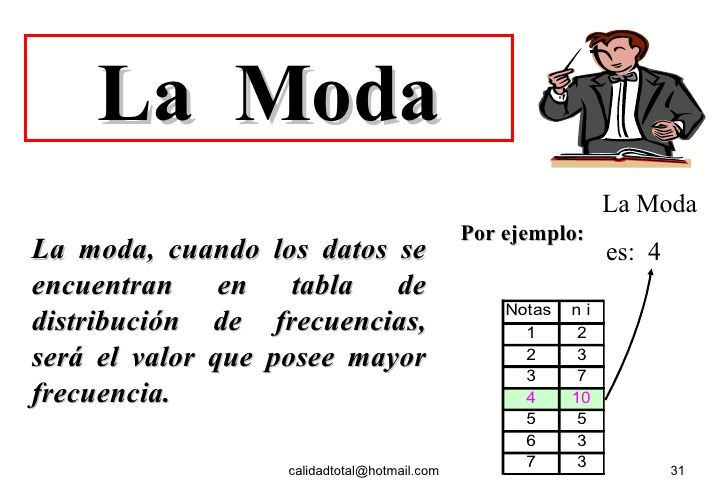 La Moda
La moda, cuando los datos se
encuentran en tabla de
distribución de frecuencias,
será el valor que posee mayor
frecuencia.
Por ejemplo:
La Moda
es: 4
Notas n i
1 2
2 3
3 7
4 10
5 5
6 3
7 3
calidadtotal@hotmail.com
31